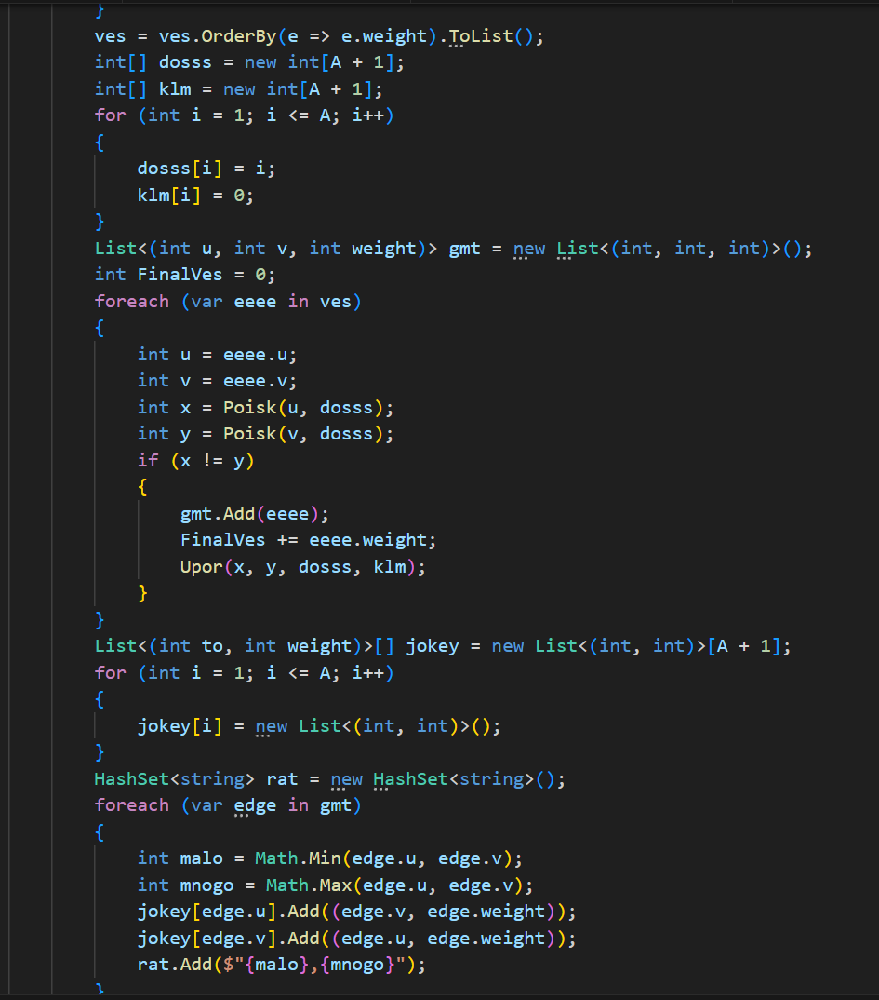 }
ves = ves.OrderBy(e => e.weight).ToList();
int[] dosss = new int[A + 1];
int[] klm = new int[A + 1];
for (int i = 1; i <= A; i++)
{
dosss[i] = i;
klm[i] = 0;
}
List<(int u, int v, int weight)> gmt = new List<(int, int, int)>();
int FinalVes = 0;
foreach (var eeee in ves)
{
int u = eeee.u;
int v = eeee.v;
int x = Poisk(u, dosss);
int y = Poisk(v, dosss);
if (x != y)
{
gmt.Add(eeee);
FinalVes += eeee.weight;
Upor(x, y, dosss, klm);
}
}
List<(int to, int weight)>[] jokey = new List<(int, int)>[A + 1];
for (int i = 1; i <= A; i++)
{
jokey[i] = new List<(int, int)>();
}
HashSet<string> rat = new HashSet<string>();
foreach (var edge in gmt)
{
int malo = Math.Min(edge.u, edge.v);
int mnogo = Math.Max(edge.u, edge.v);
jokey[edge.u].Add((edge.v, edge.weight));
jokey[edge.v].Add((edge.u, edge.weight));
rat.Add($"{malo},{mnogo}");
}